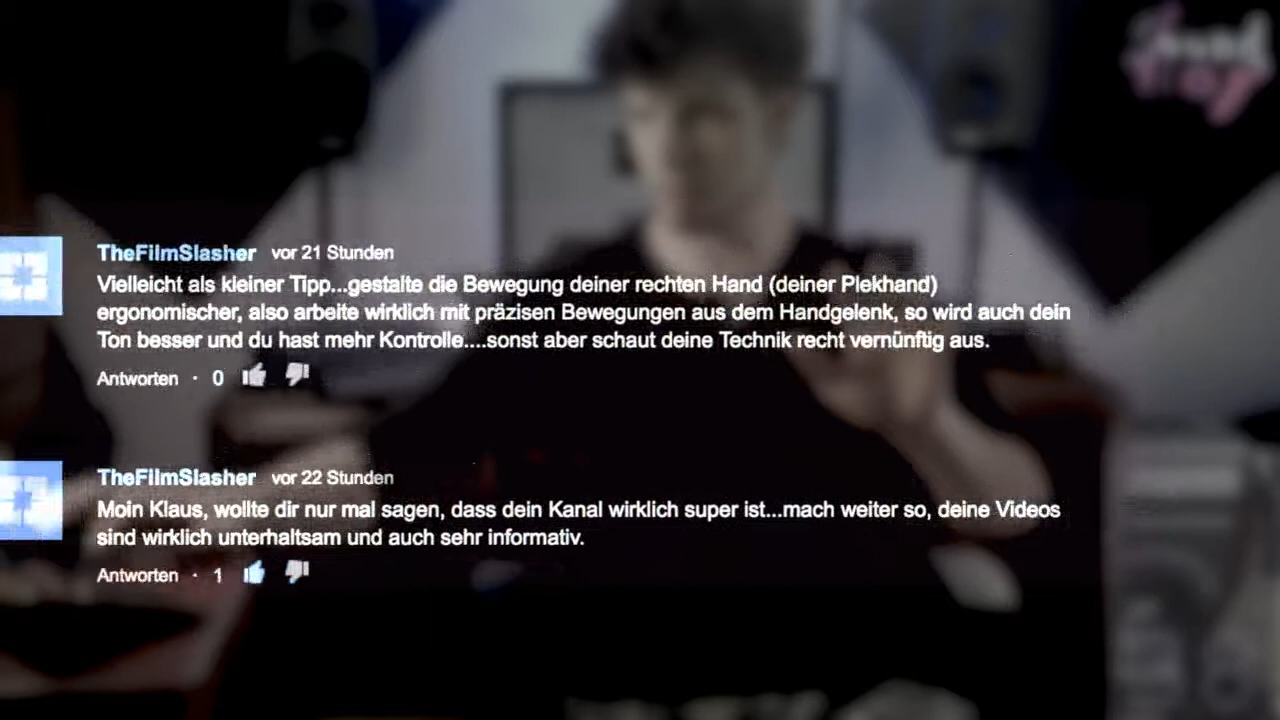 TheFilmSlasher vor 21 Stunden
Vielleicht als kleiner Tipp...gestalte die Bewegung deiner rechten Hand (deiner Plekhand)
ergonomischer, also arbeite wirklich mit präzisen Bewegungen aus dem Handgelenk, so wird auch dein
Ton besser und du hast mehr Kontrolle....sonst aber schaut deine Technik recht vernünftig aus.
Antworten · 0
TheFilmSlasher vor 22 Stunden
Moin Klaus, wollte dir nur mal sagen, dass dein Kanal wirklich super ist...mach weiter so, deine Videos
sind wirklich unterhaltsam und auch sehr informativ.
Antworten · 1